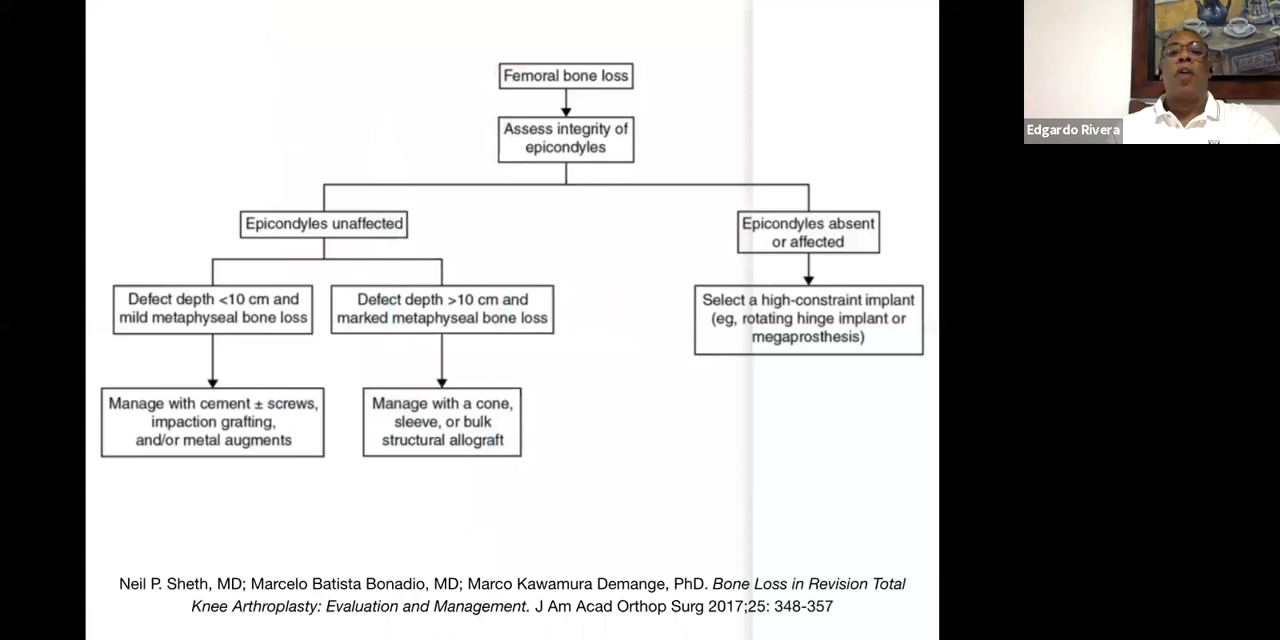 Femoral bone loss
Assess integrity of
epicondyles
Epicondyles unaffected
Epicondyles absent
or affected
Defect depth <10 cm and
mild metaphyseal bone loss
Defect depth >10 cm and
marked metaphyseal bone loss
Select a high-constraint implant
(eg, rotating hinge implant or
megaprosthesis)
Manage with cement ± screws,
impaction grafting,
and/or metal augments
Manage with a cone,
sleeve, or bulk
structural allograft
Neil P. Sheth, MD; Marcelo Batista Bonadio, MD; Marco Kawamura Demange, PhD. Bone Loss in Revision Total
Knee Arthroplasty: Evaluation and Management. J Am Acad Orthop Surg 2017;25: 348-357
Edgardo Rivera